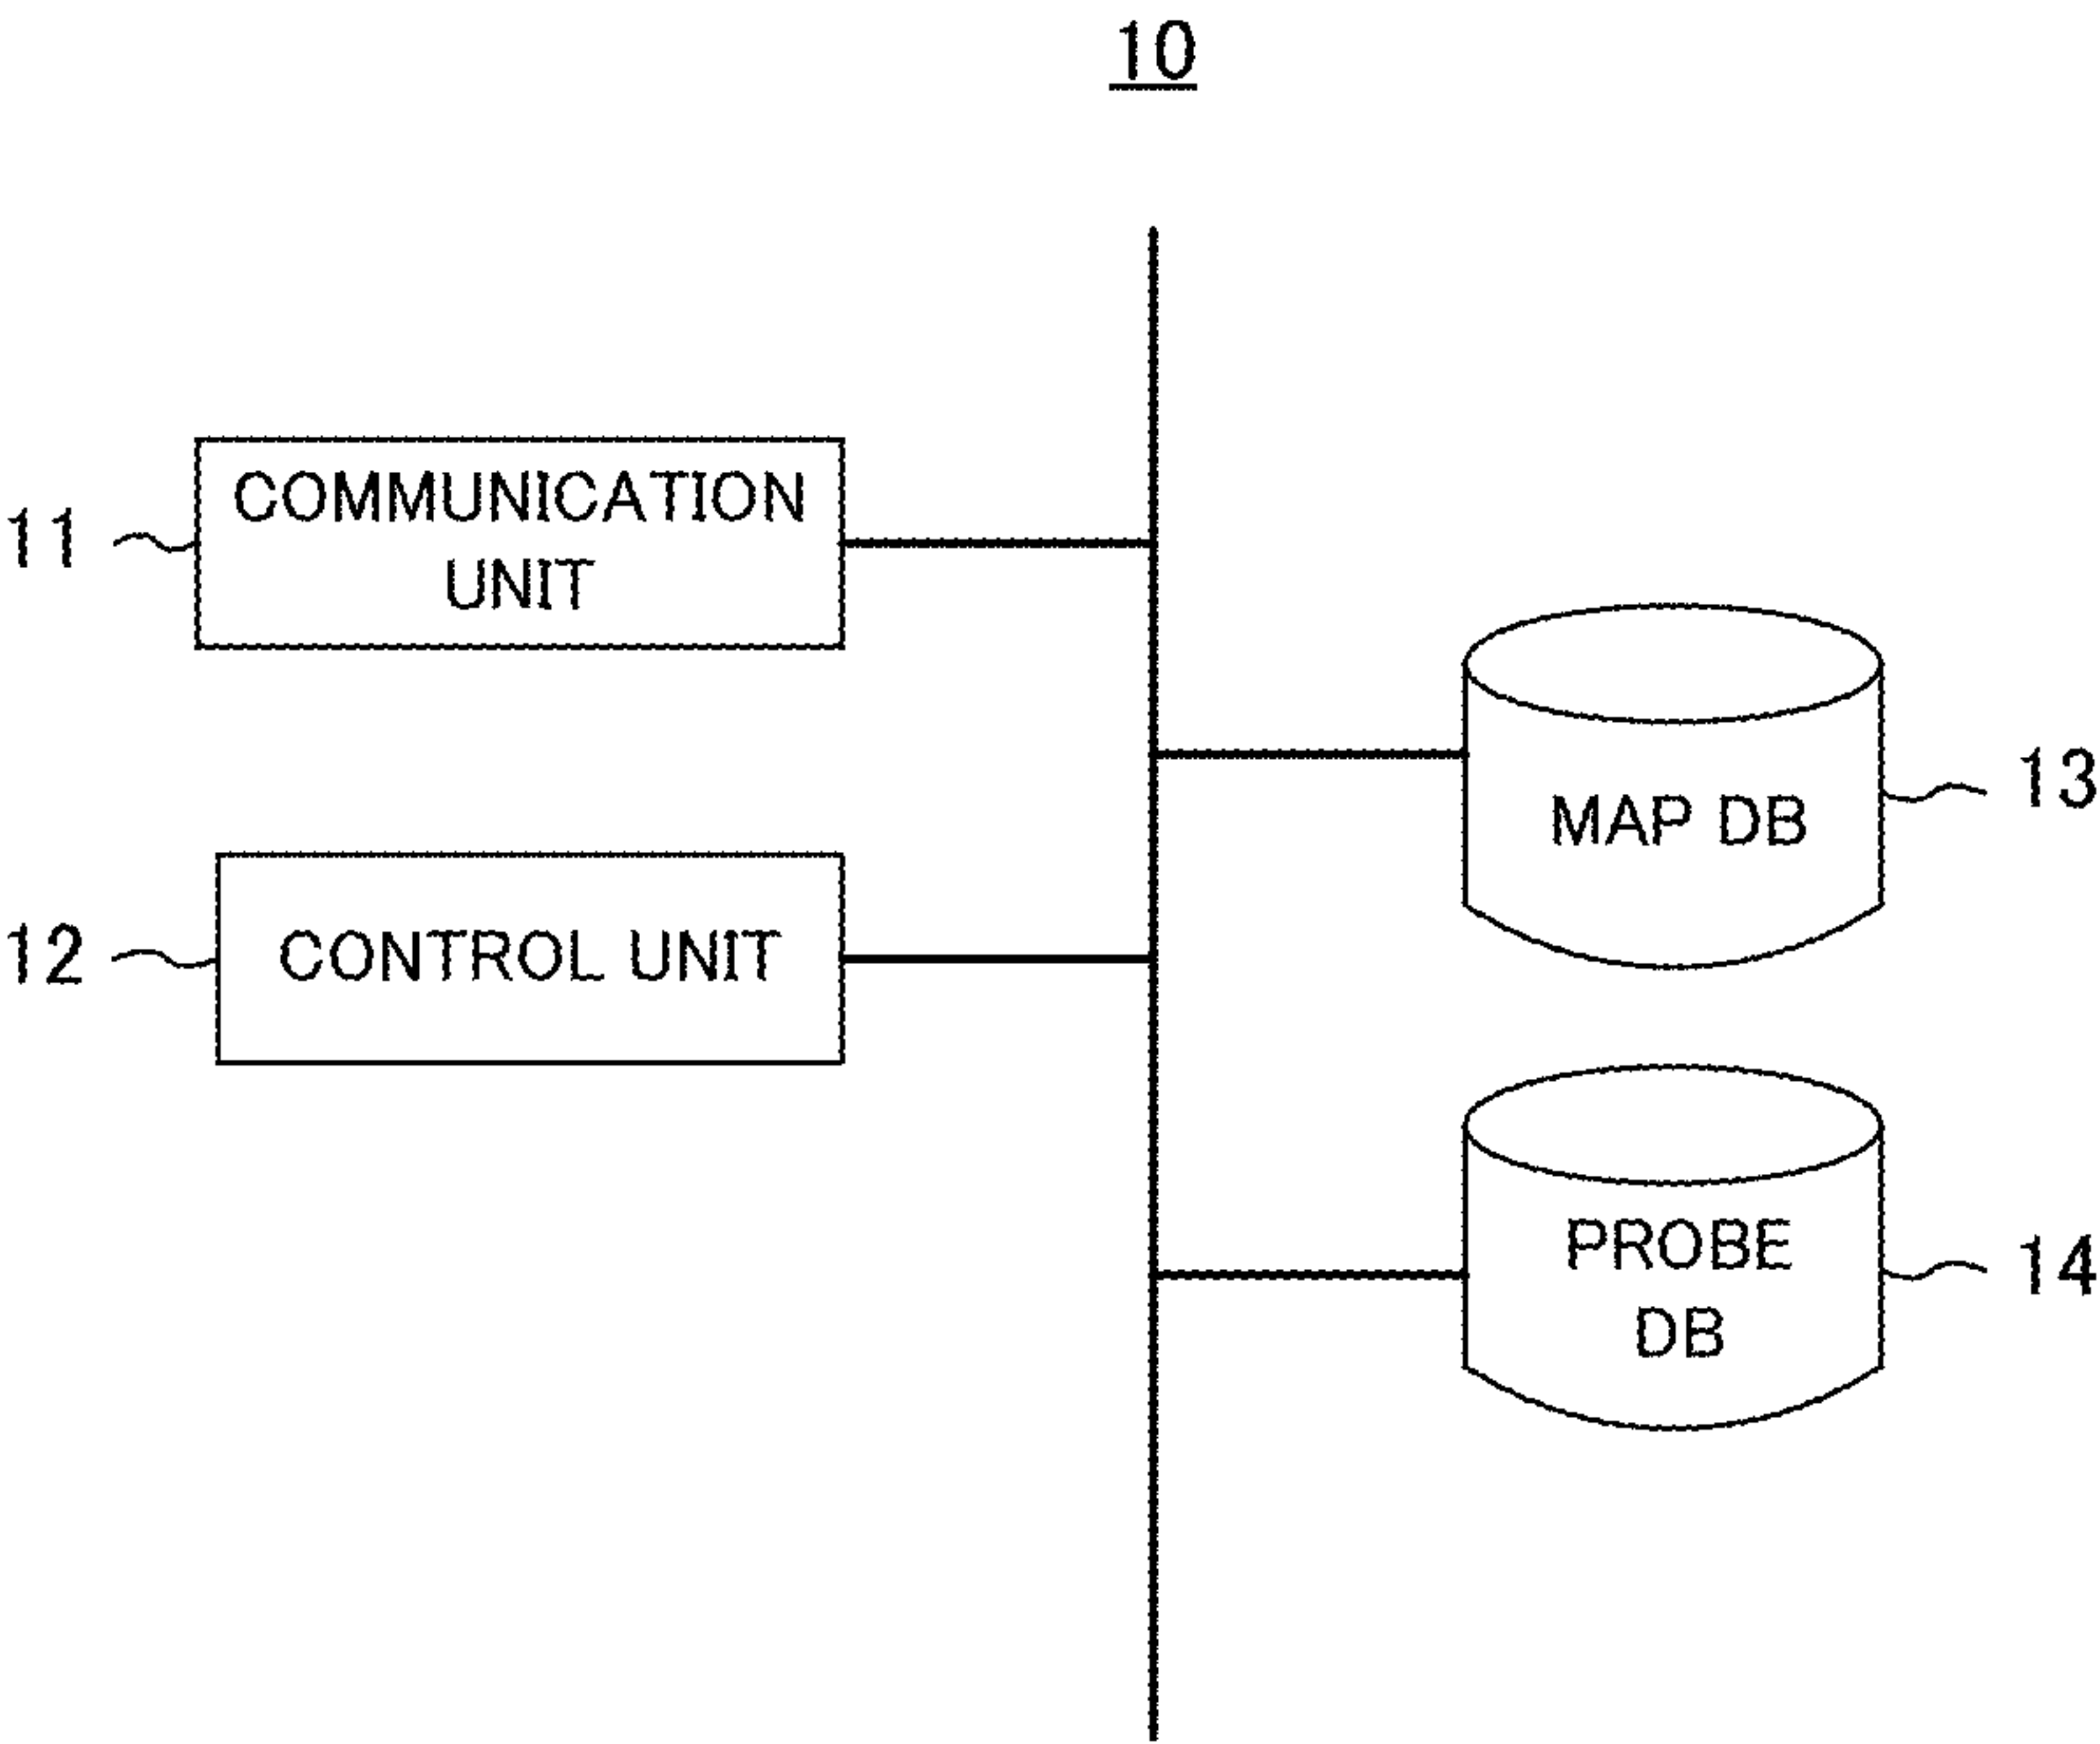 10
11
COMMUNICATION
UNIT
MAP DB
13
12
CONTROL UNIT
PROBE
DB
14